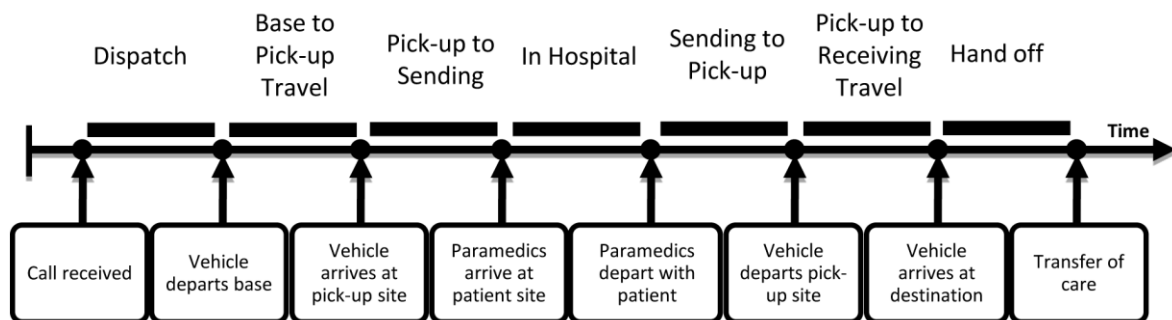 Dispatch
Base to
Pick-up
Travel
Pick-up to
Sending
In Hospital
Sending to
Pick-up
Pick-up to
Receiving
Travel
Hand off
Time
Call received
Vehicle
departs base
Vehicle
arrives at
pick-up site
Paramedics
arrive at
patient site
Paramedics
depart with
patient
Vehicle
departs pick-
up site
Vehicle
arrives at
destination
Transfer of
care